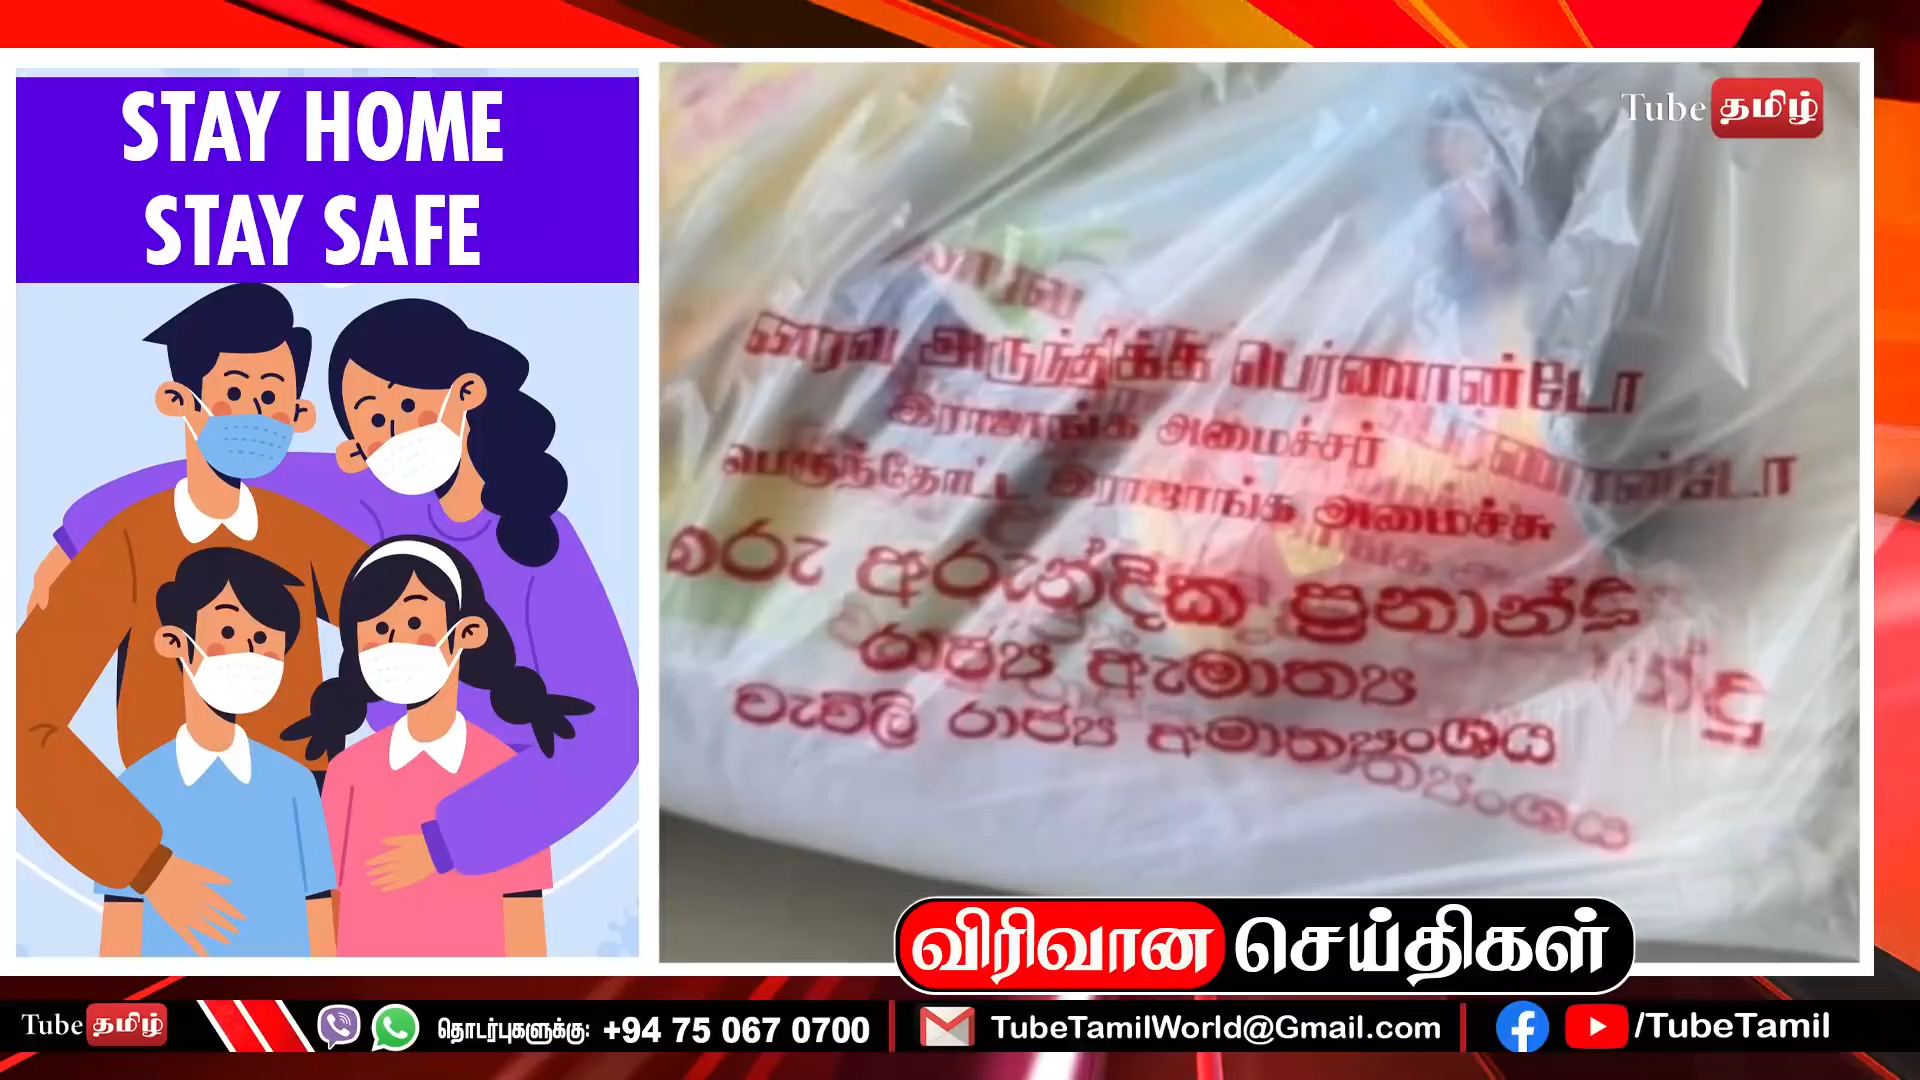 STAY HOME
STAY SAFE
Tube தமிழ்
அருந்திக்க பெர்ணான்டோ
இராஜாங்க அமைச்சர்
பெருந்தோட்ட இராஜாங்க அமைச்சு
අරුන්දික ප්‍රනාන්දු
රාජ්‍ය ඇමාත්‍ය
වැවිලි රාජ්‍ය අමාත්‍යංශය
விரிவான செய்திகள்
Tube தமிழ்
தொடர்புகளுக்கு: +94 75 067 0700
TubeTamilWorld@Gmail.com
/TubeTamil